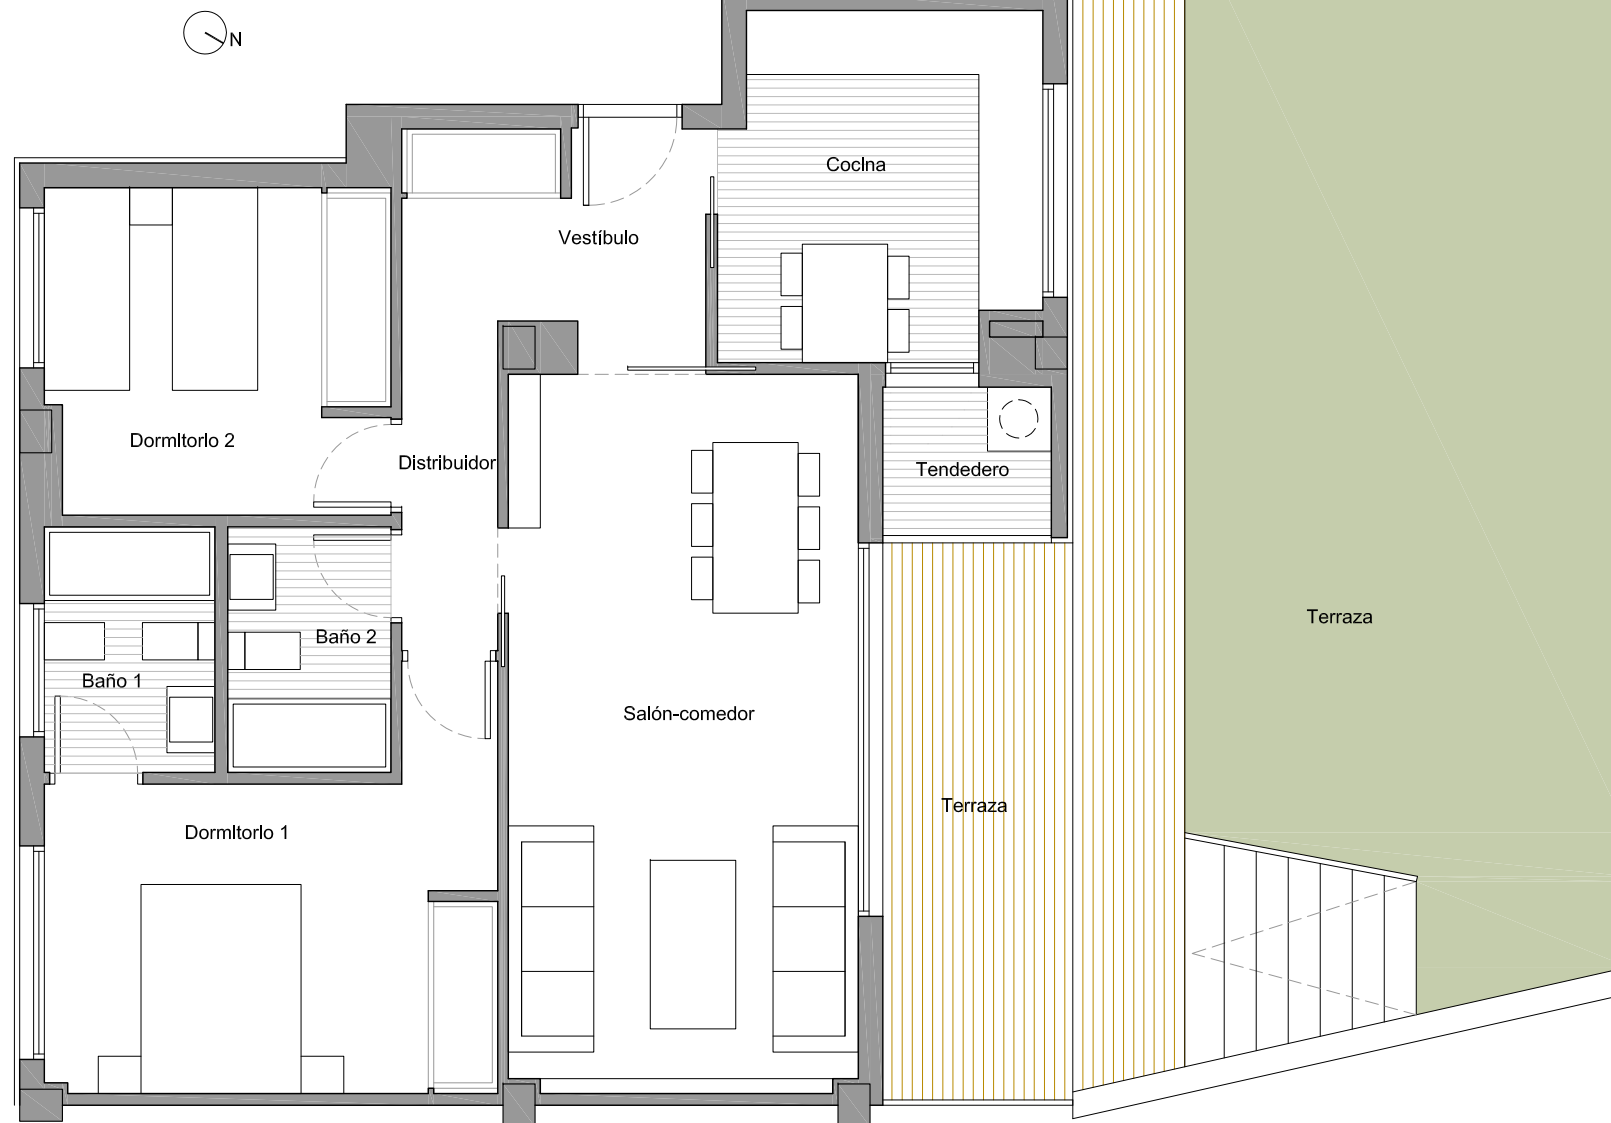 N
Cocina
Vestíbulo
Dormitorio 2
Distribuidor
Tendedero
Terraza
Baño 2
Baño 1
Salón-comedor
Terraza
Dormitorio 1